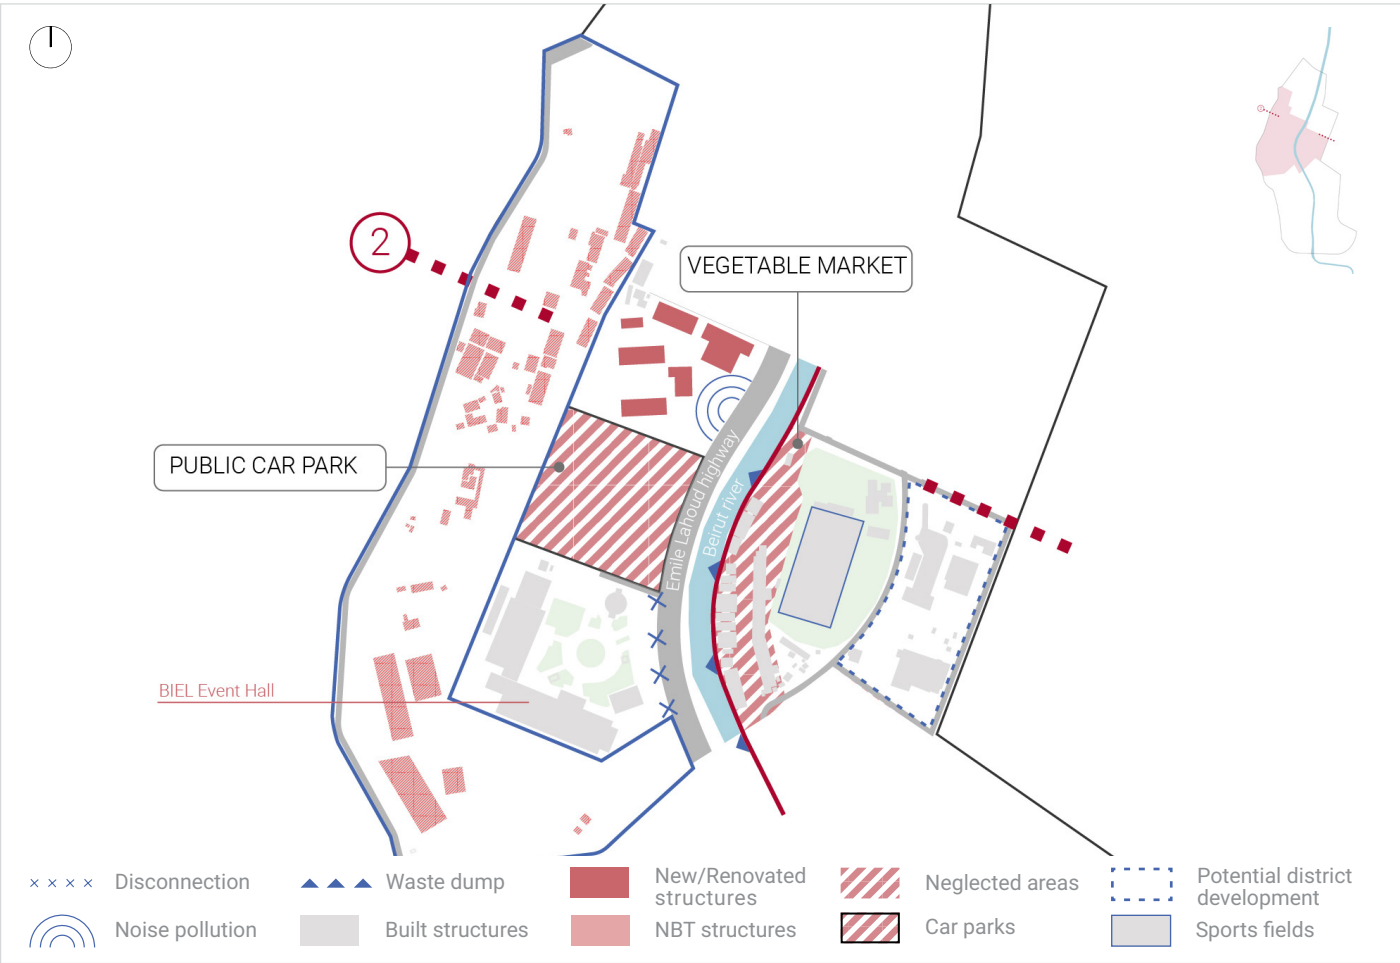 2
VEGETABLE MARKET
PUBLIC CAR PARK
Emile Lahoud highway
Beirut river
BIEL Event Hall
Disconnection
Waste dump
New/Renovated
structures
Neglected areas
Potential district
development
Noise pollution
Built structures
NBT structures
Car parks
Sports fields